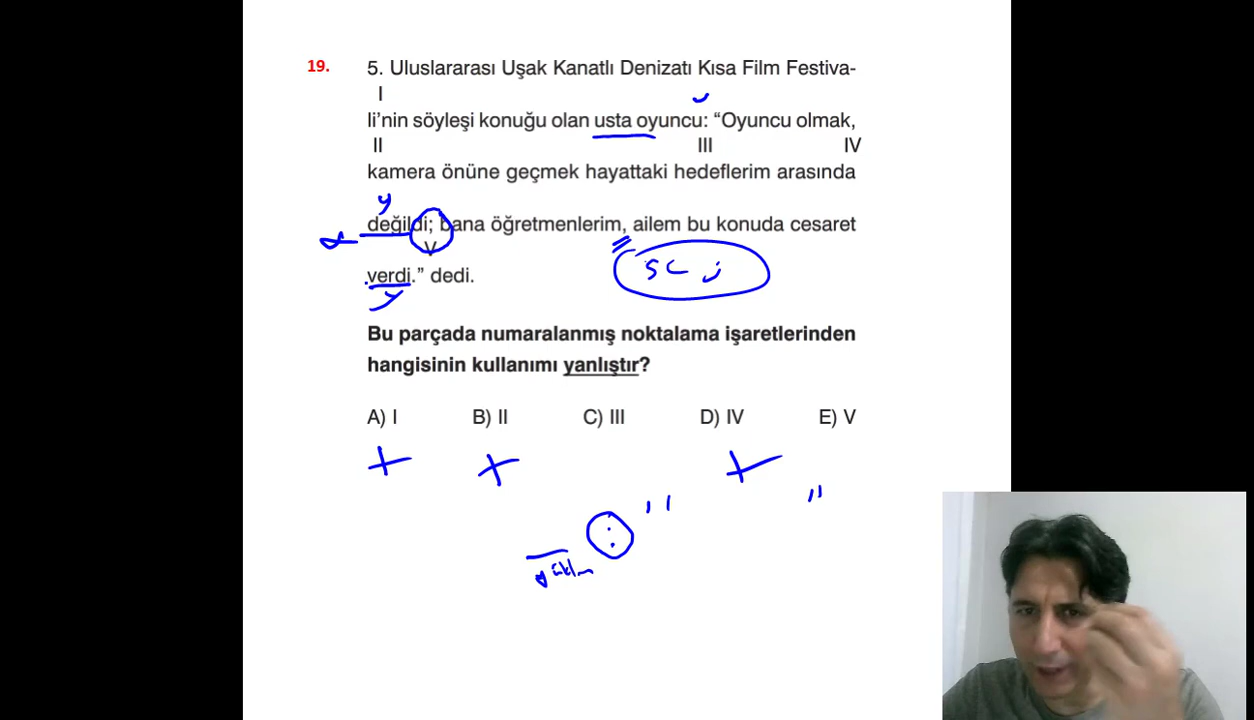 19. 5. Uluslararası Uşak Kanatlı Denizatı Kısa Film Festiva-
I
li’nin söyleşi konuğu olan usta oyuncu: “Oyuncu olmak,
II III IV
kamera önüne geçmek hayattaki hedeflerim arasında
y
değildi; bana öğretmenlerim, ailem bu konuda cesaret
V
verdi.” dedi.
y
Bu parçada numaralanmış noktalama işaretlerinden
hangisinin kullanımı yanlıştır?
A) I B) II C) III D) IV E) V